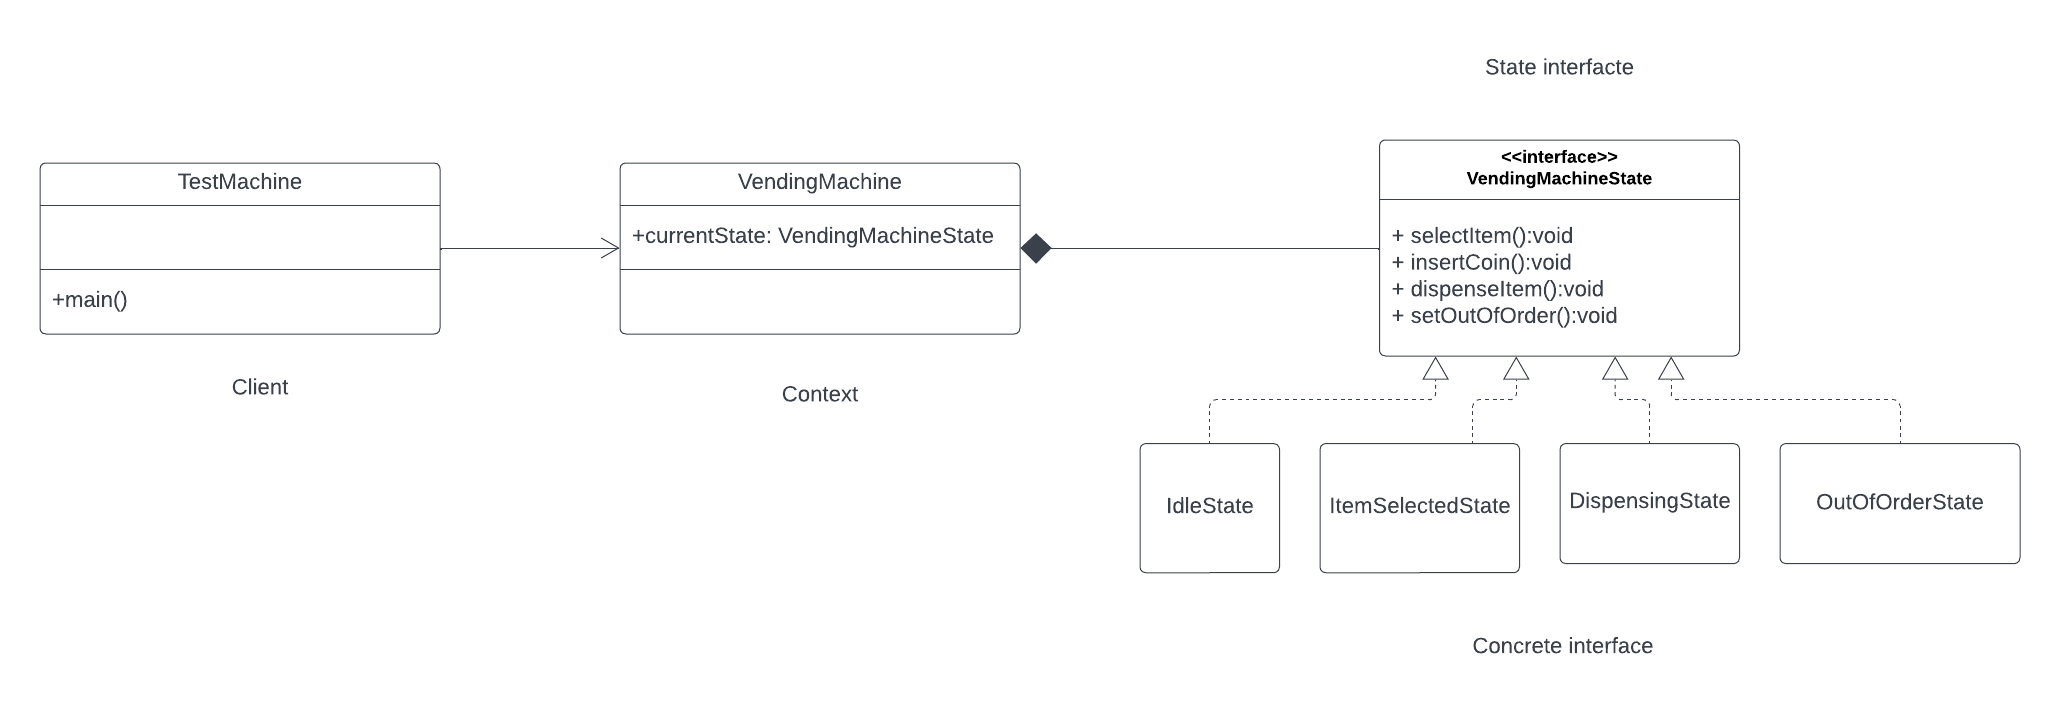 State interfacte
TestMachine
+main()
Client
VendingMachine
+currentState: VendingMachineState
Context
<<interface>>
VendingMachineState
+ selectItem():void
+ insertCoin():void
+ dispenseItem():void
+ setOutOfOrder():void
IdleState
ItemSelectedState
DispensingState
OutOfOrderState
Concrete interface